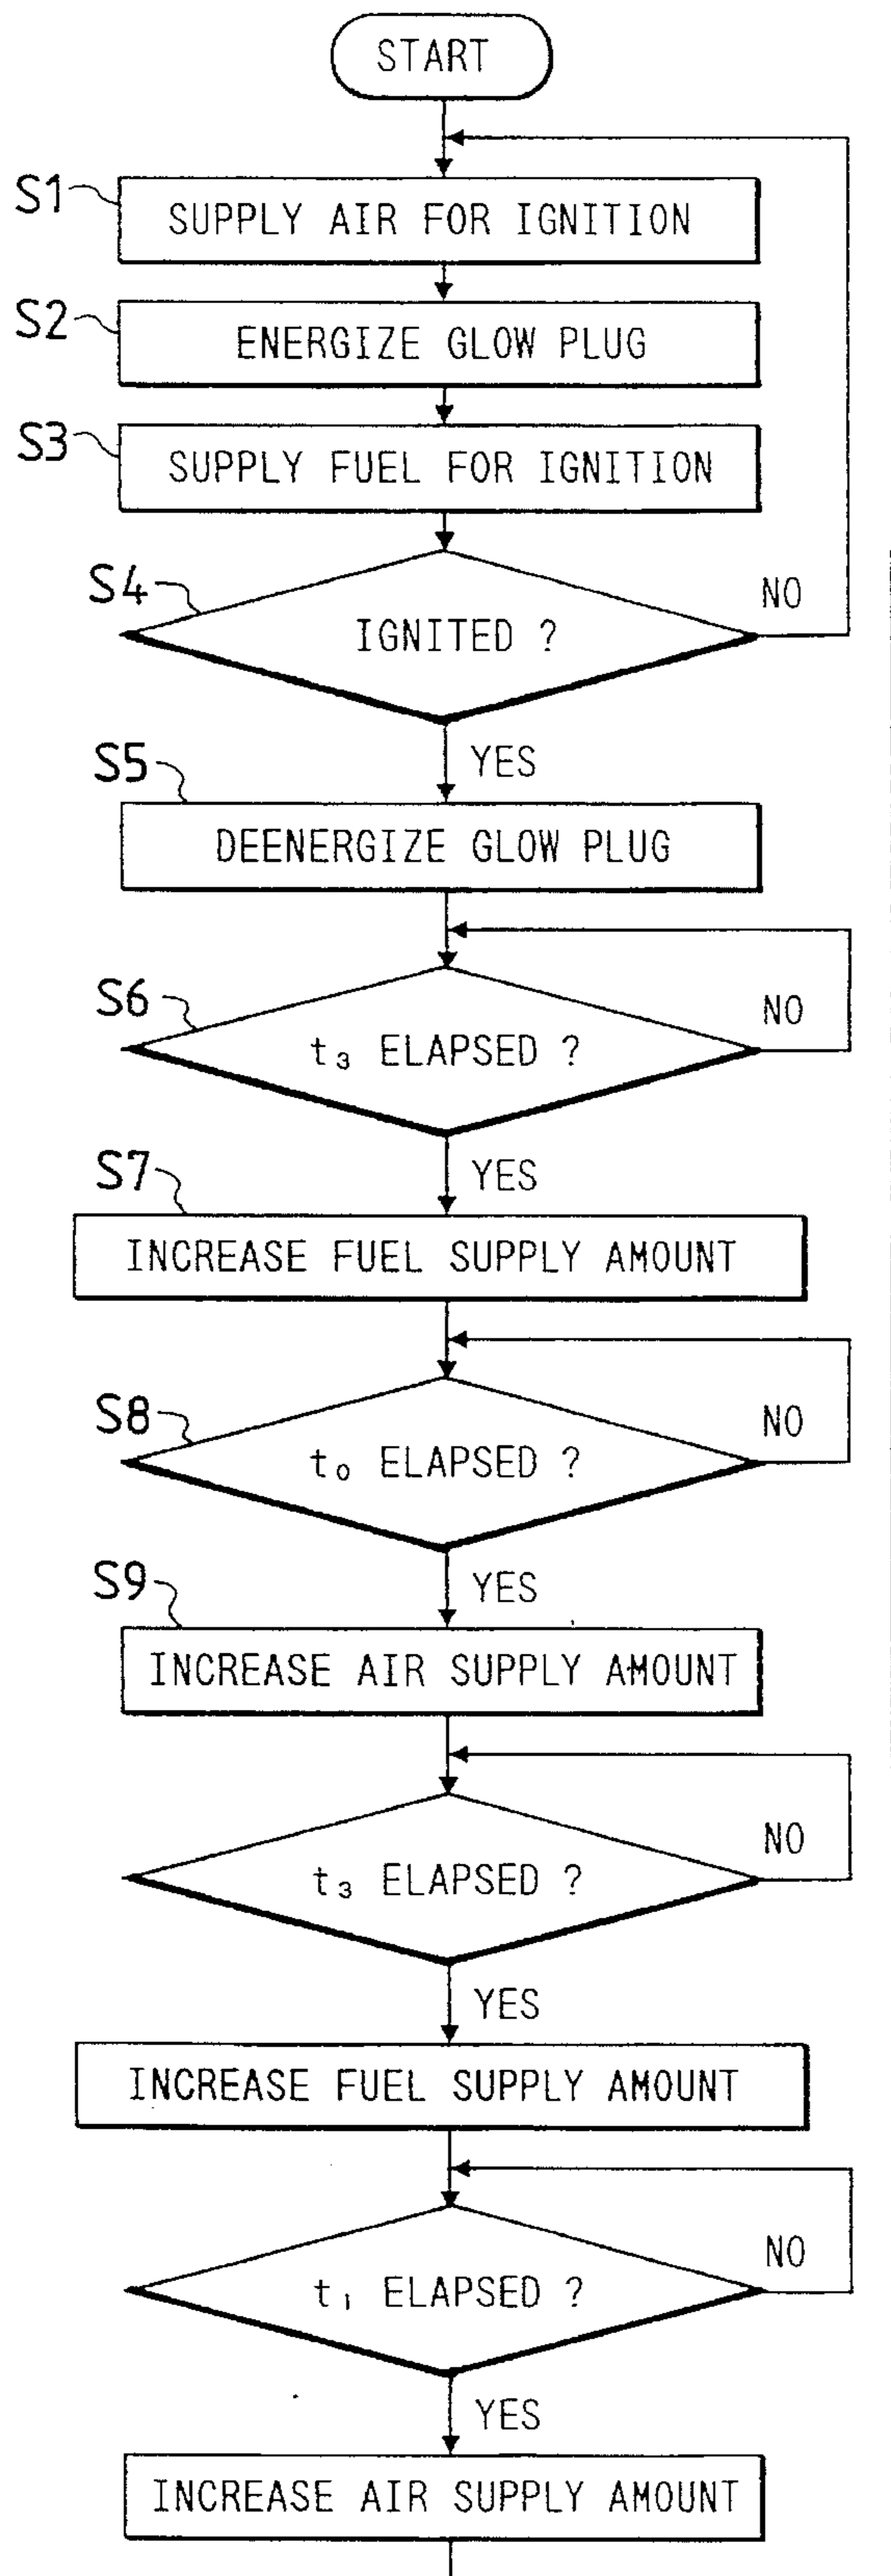 START
S1
SUPPLY AIR FOR IGNITION
S2
ENERGIZE GLOW PLUG
S3
SUPPLY FUEL FOR IGNITION
S4
IGNITED ?
NO
YES
S5
DEENERGIZE GLOW PLUG
S6
t₃ ELAPSED ?
NO
YES
S7
INCREASE FUEL SUPPLY AMOUNT
S8
t₀ ELAPSED ?
NO
YES
S9
INCREASE AIR SUPPLY AMOUNT
t₃ ELAPSED ?
NO
YES
INCREASE FUEL SUPPLY AMOUNT
t₁ ELAPSED ?
NO
YES
INCREASE AIR SUPPLY AMOUNT